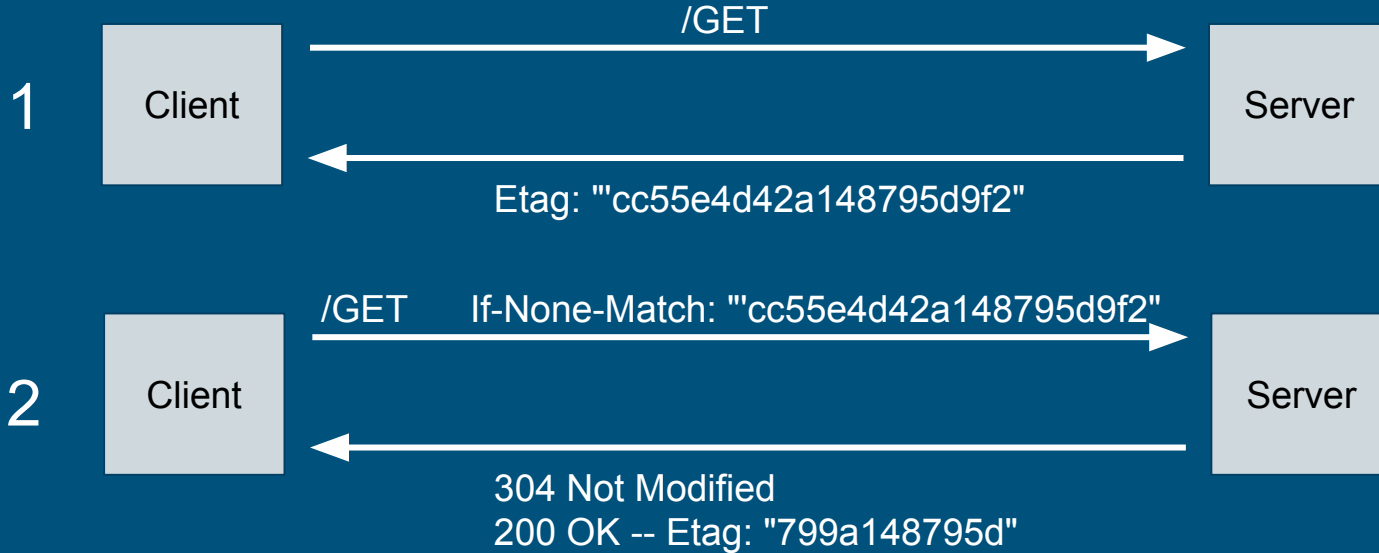 /GET
1
Client
Server
Etag: "'cc55e4d42a148795d9f2"
/GET If-None-Match: "'cc55e4d42a148795d9f2"
2
Client
Server
304 Not Modified
200 OK -- Etag: "799a148795d"